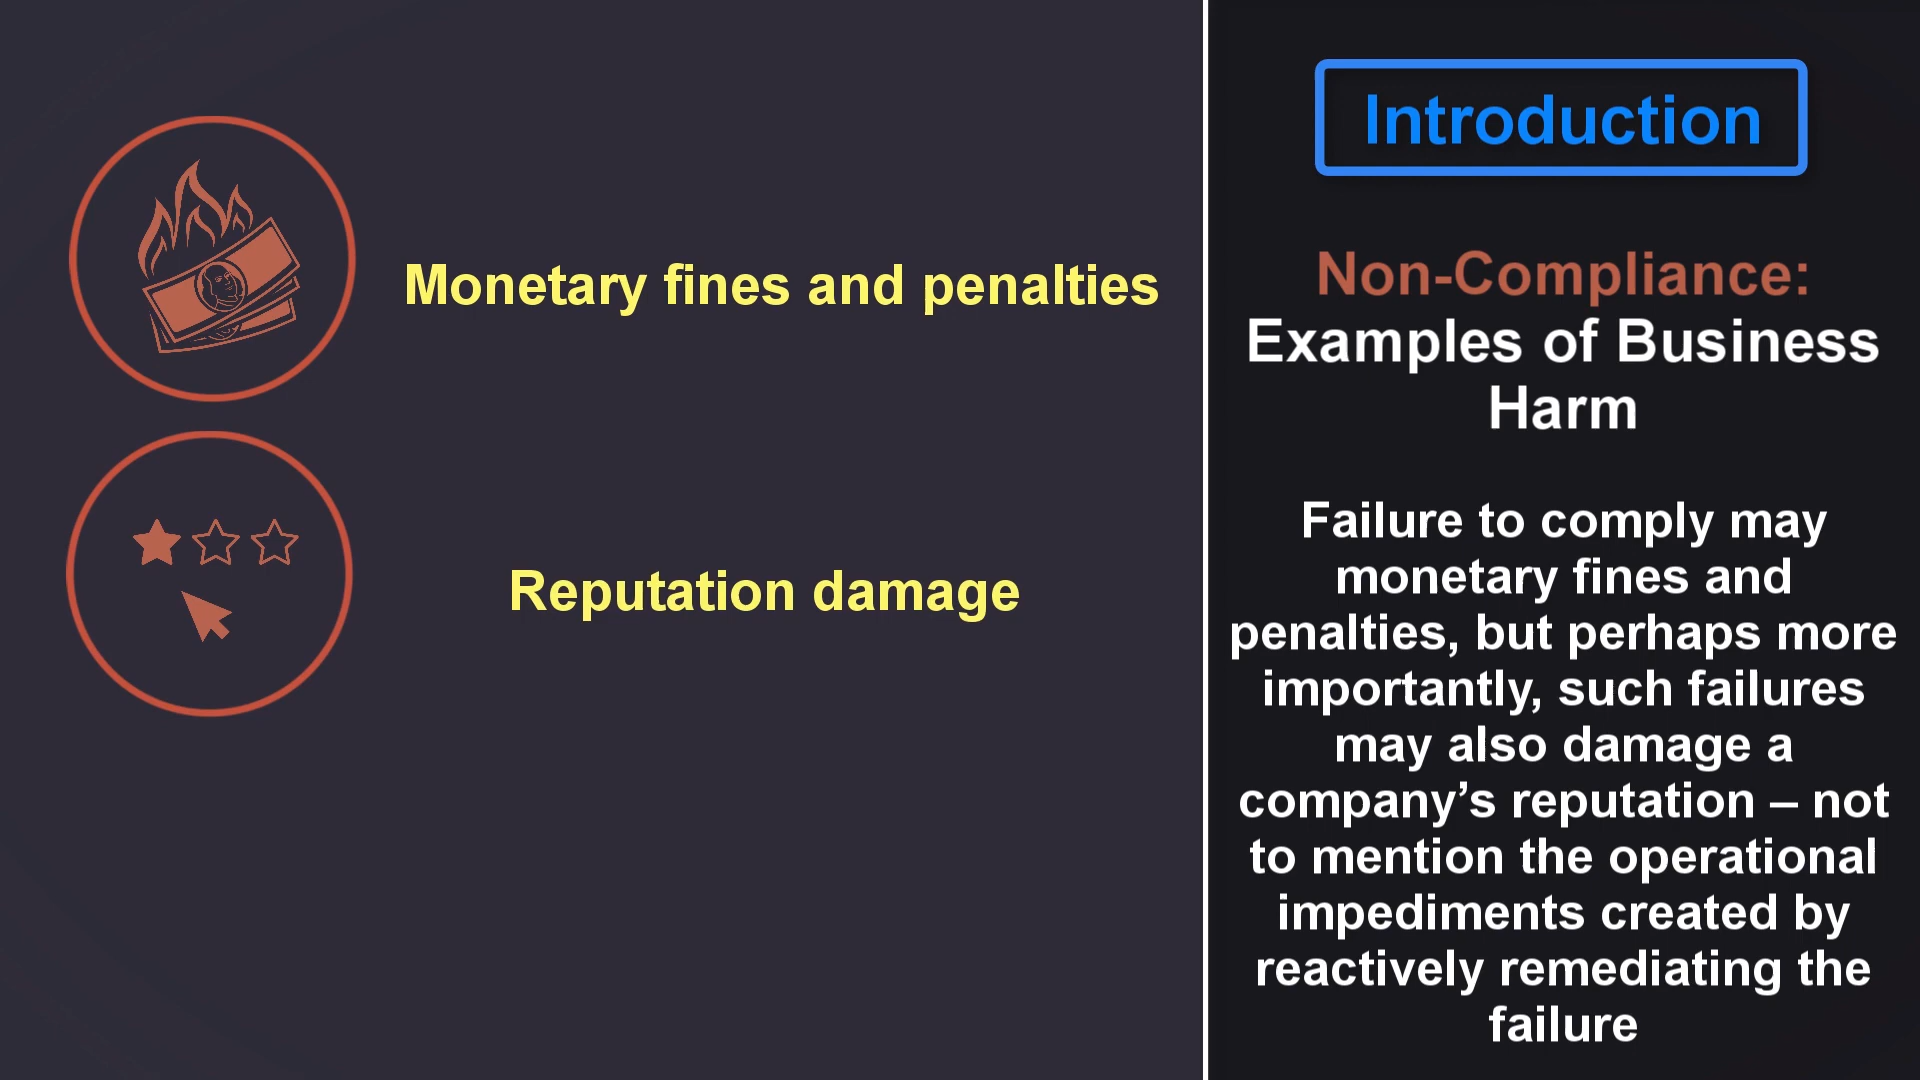 Monetary fines and penalties
Reputation damage
Introduction
Non-Compliance:
Examples of Business
Harm
Failure to comply may
monetary fines and
penalties, but perhaps more
importantly, such failures
may also damage a
company’s reputation – not
to mention the operational
impediments created by
reactively remediating the
failure